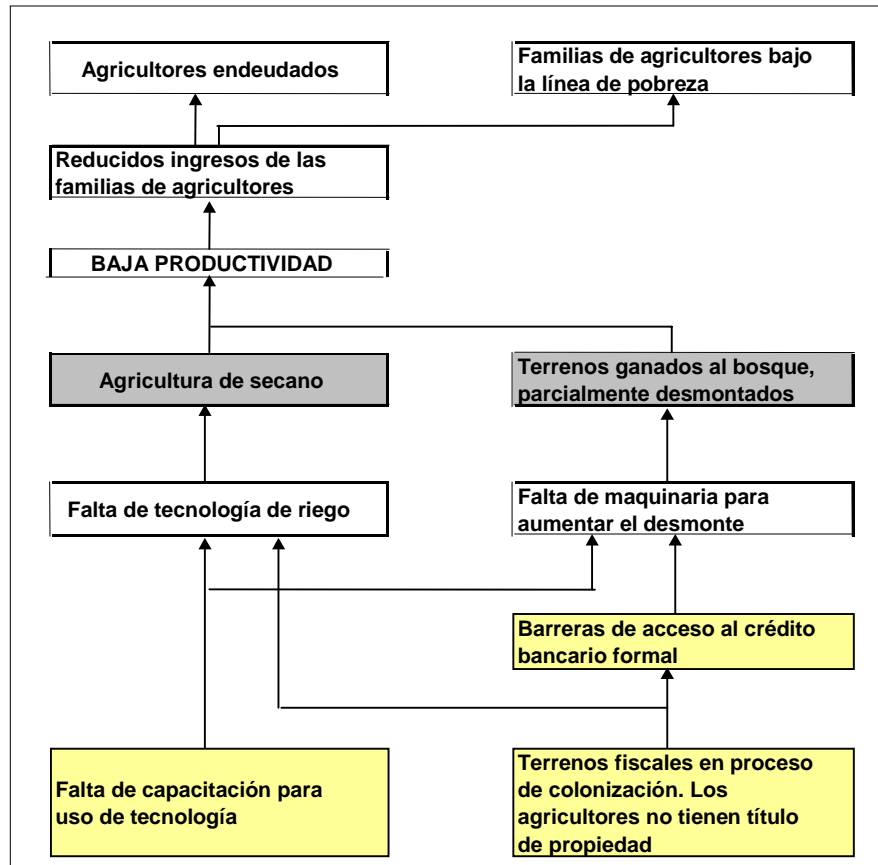 Agricultores endeudados
Familias de agricultores bajo
la línea de pobreza
Reducidos ingresos de las
familias de agricultores
BAJA PRODUCTIVIDAD
Agricultura de secano
Terrenos ganados al bosque,
parcialmente desmontados
Falta de tecnología de riego
Falta de maquinaria para
aumentar el desmonte
Barreras de acceso al crédito
bancario formal
Falta de capacitación para
uso de tecnología
Terrenos fiscales en proceso
de colonización. Los
agricultores no tienen título
de propiedad